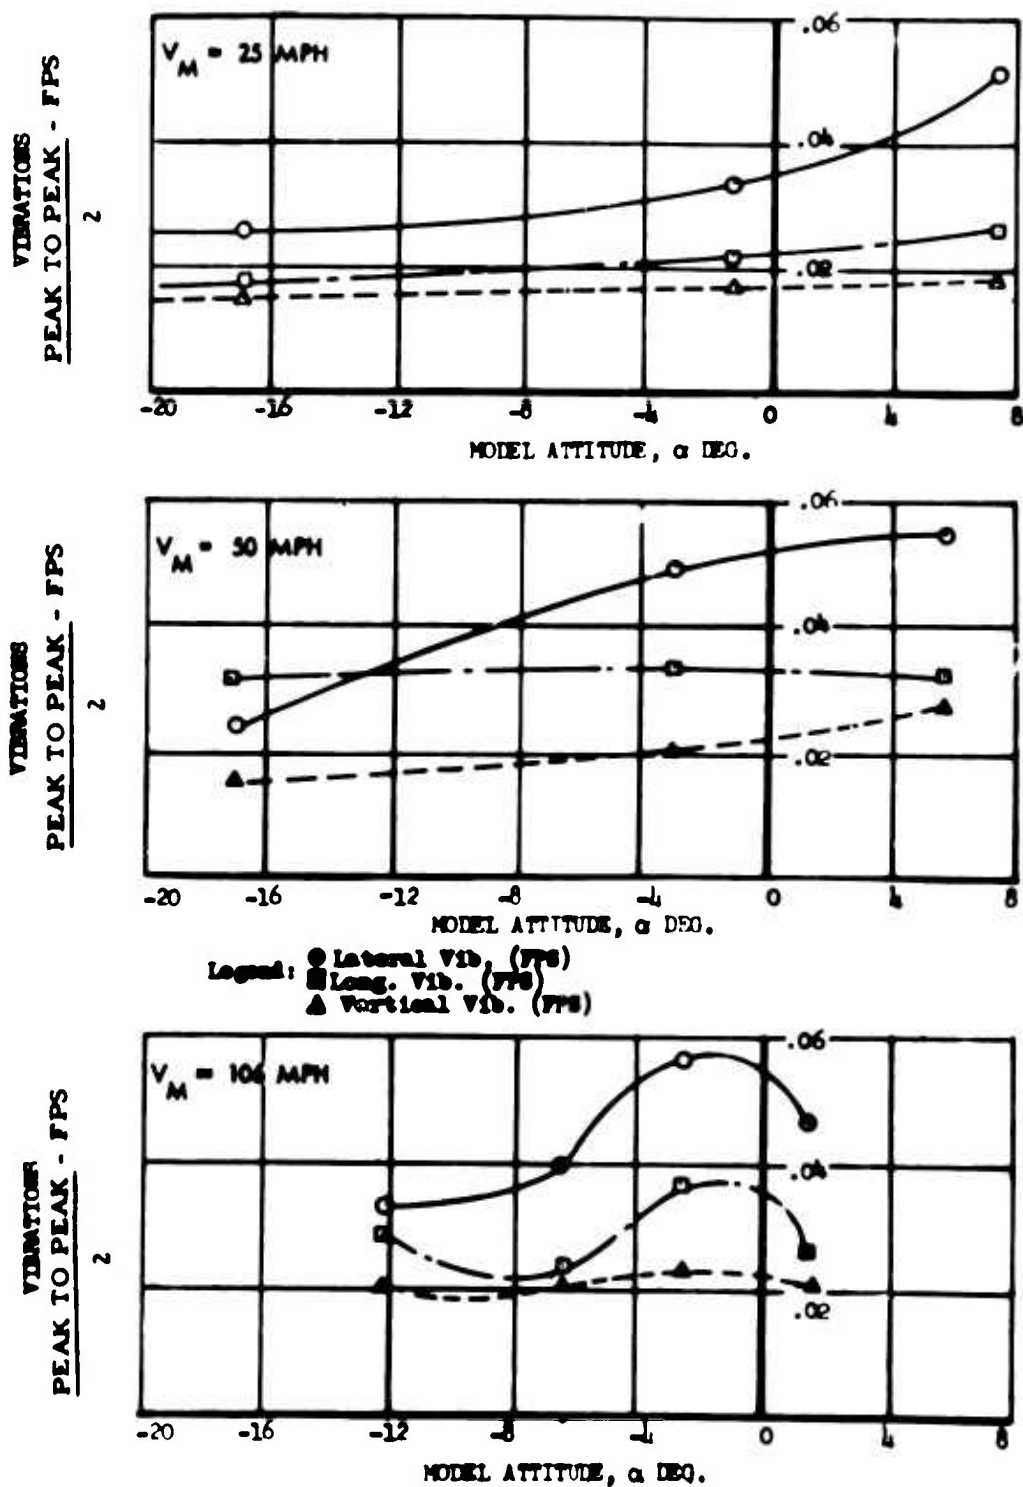 V_M = 25 MPH
VIBRATIONS
PEAK TO PEAK - FPS
2
.06
.04
.02
-20 -16 -12 -8 -4 0 4 8
MODEL ATTITUDE, α DEG.
V_M = 50 MPH
VIBRATIONS
PEAK TO PEAK - FPS
2
.06
.04
.02
-20 -16 -12 -8 -4 0 4 8
MODEL ATTITUDE, α DEG.
Legend: Lateral Vib. (FPS)
Long. Vib. (FPS)
Vertical Vib. (FPS)
V_M = 106 MPH
VIBRATIONS
PEAK TO PEAK - FPS
2
.06
.04
.02
-20 -16 -12 -8 -4 0 4 8
MODEL ATTITUDE, α DEG.